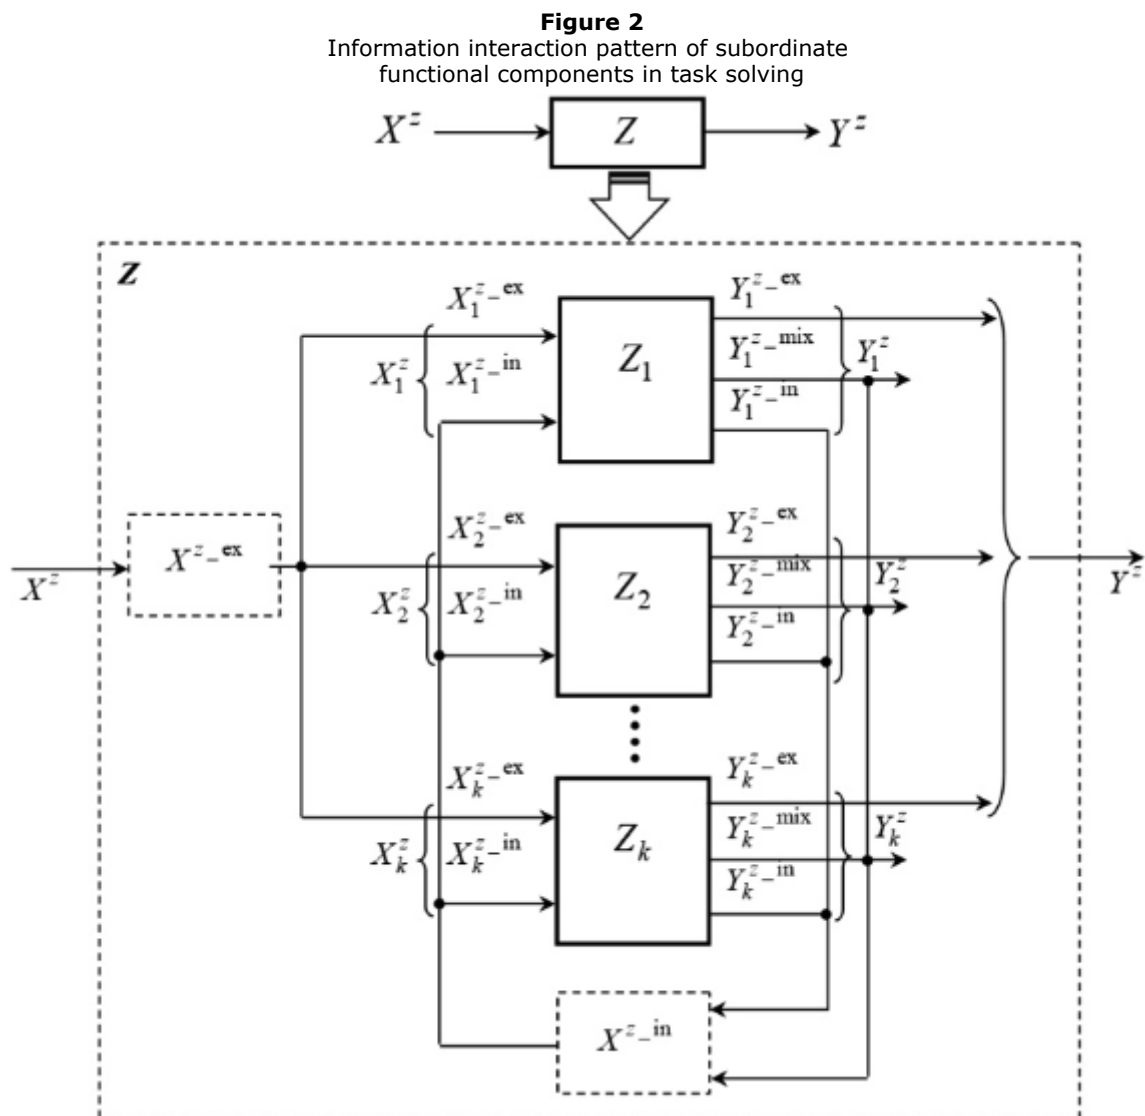 Figure 2
Information interaction pattern of subordinate
functional components in task solving
X^z Z Y^z
Z
X_1^{z_ex} Y_1^{z_ex}
X_1^z X_1^{z_in} Z_1 Y_1^{z_mix} Y_1^z
Y_1^{z_in}
X^{z_ex}
X^z
X_2^{z_ex} Y_2^{z_ex}
X_2^z X_2^{z_in} Z_2 Y_2^{z_mix} Y_2^z
Y_2^{z_in}
Y^z
X_k^{z_ex} Y_k^{z_ex}
X_k^z X_k^{z_in} Z_k Y_k^{z_mix} Y_k^z
Y_k^{z_in}
X^{z_in}